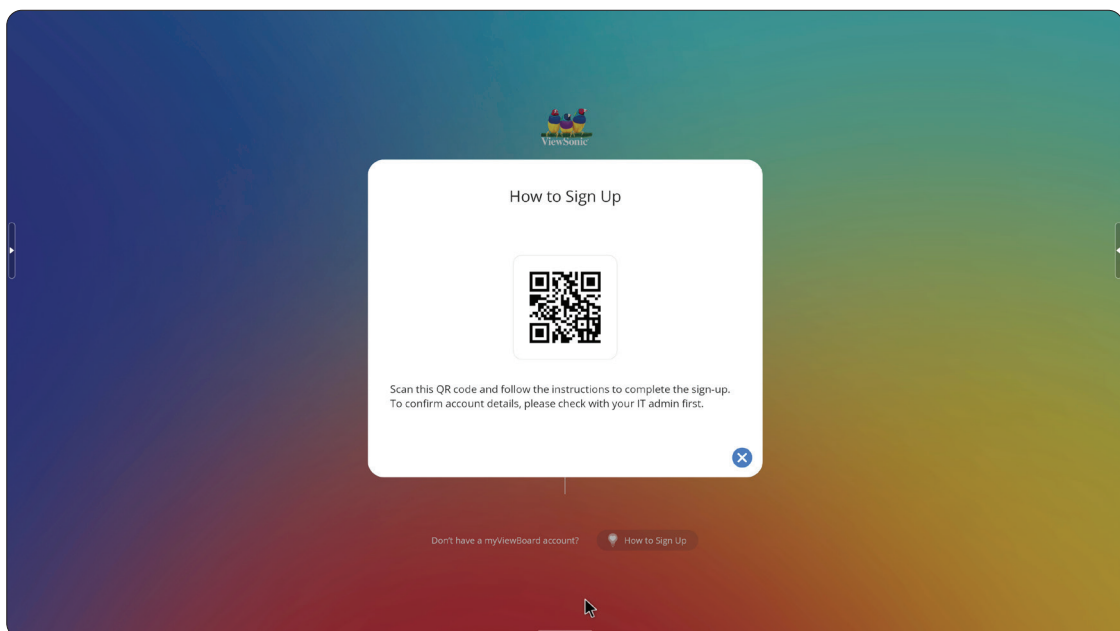 ViewSonic
How to Sign Up
Scan this QR code and follow the instructions to complete the sign-up.
To confirm account details, please check with your IT admin first.
Don't have a myViewBoard account?
How to Sign Up